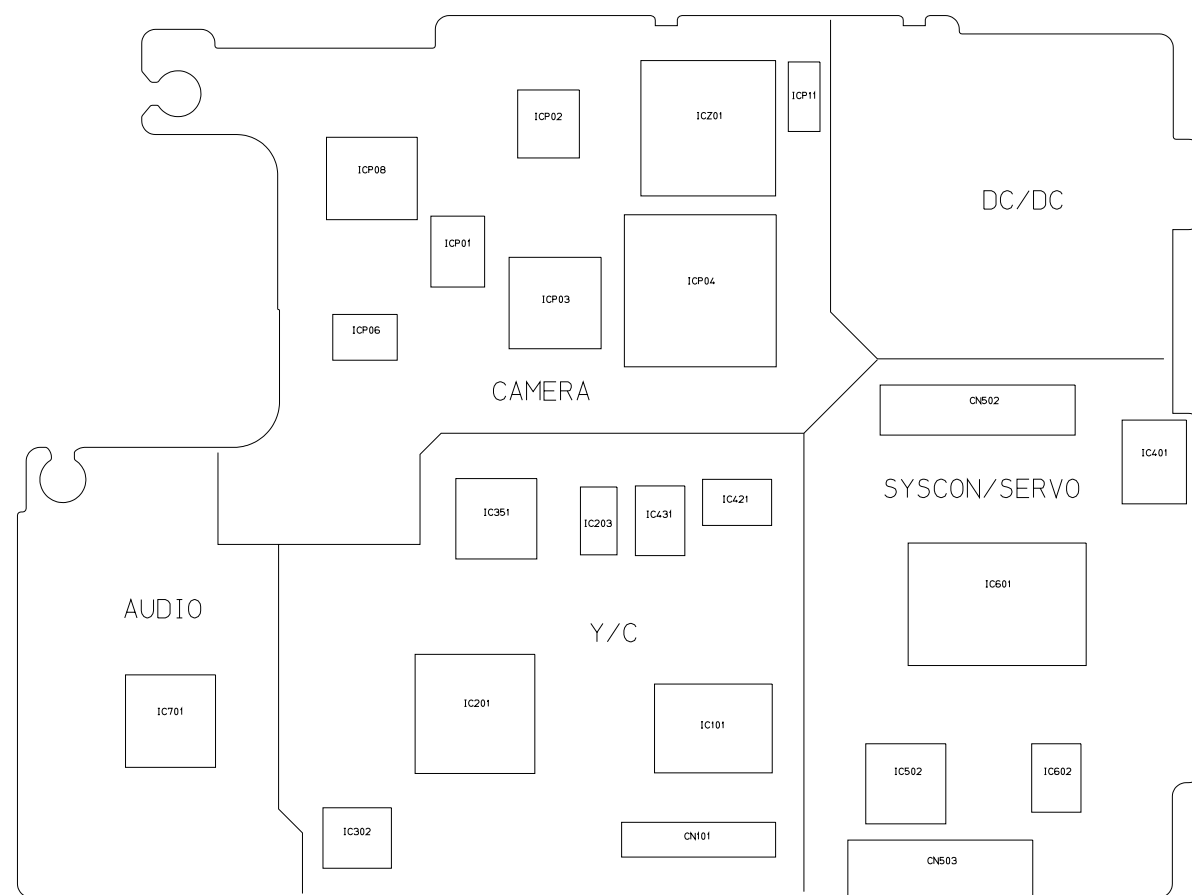 ICP11
ICP02
ICZ01
ICP08
DC/DC
ICP01
ICP04
ICP03
ICP06
CAMERA
CN502
IC401
SYSCON/SERVO
IC421
IC351
IC431
IC203
IC601
AUDIO
Y/C
IC201
IC701
IC101
IC502
IC602
IC302
CN101
CN503